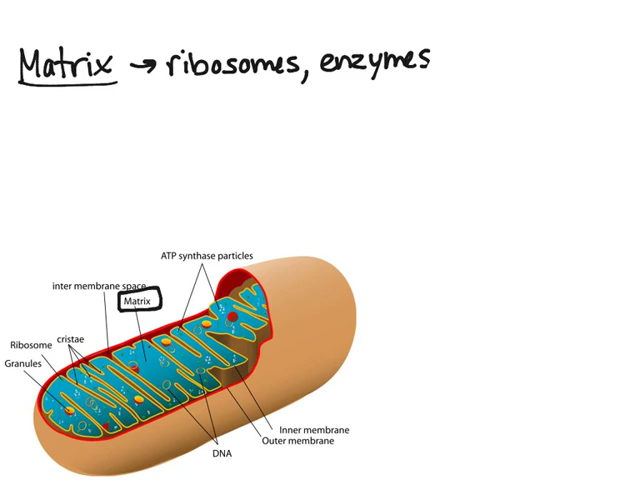 Matrix → ribosomes, enzymes
ATP synthase particles
inter membrane space
Matrix
Ribosome
cristae
Granules
Inner membrane
Outer membrane
DNA